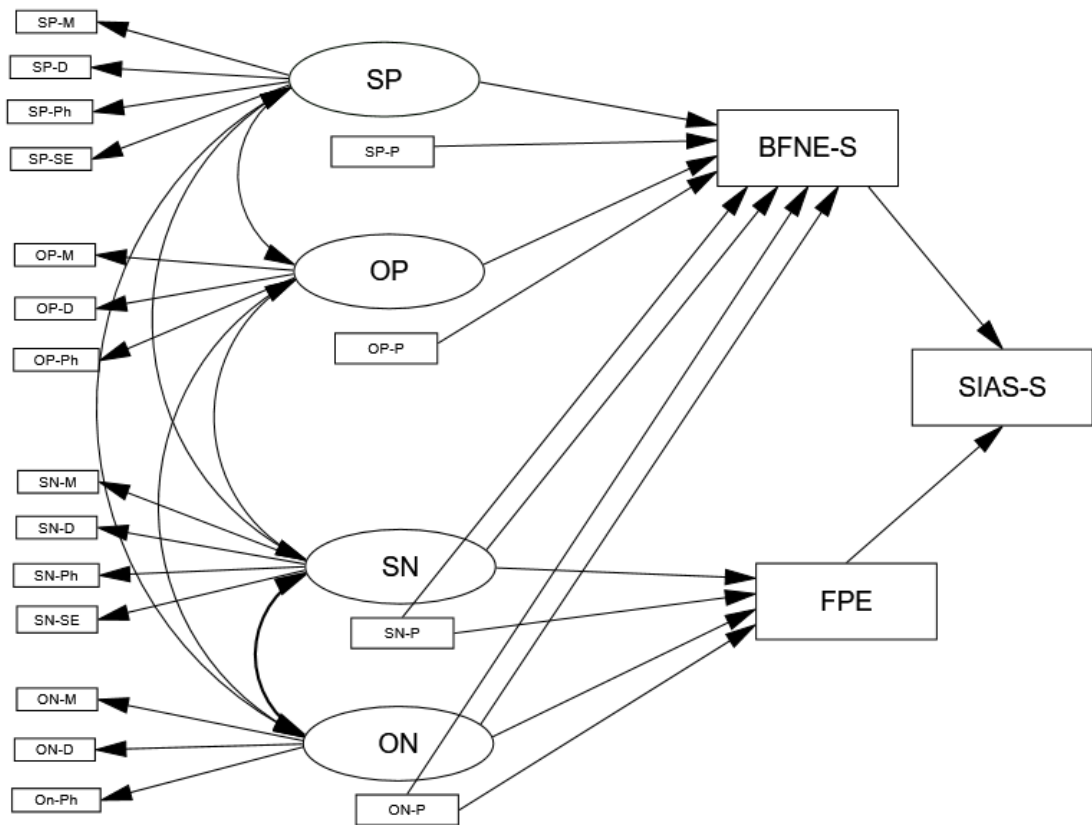 SP-M
SP-D
SP-Ph
SP-SE
SP
SP-P
BFNE-S
OP-M
OP-D
OP-Ph
OP
OP-P
SIAS-S
SN-M
SN-D
SN-Ph
SN-SE
SN
SN-P
FPE
ON-M
ON-D
On-Ph
ON
ON-P